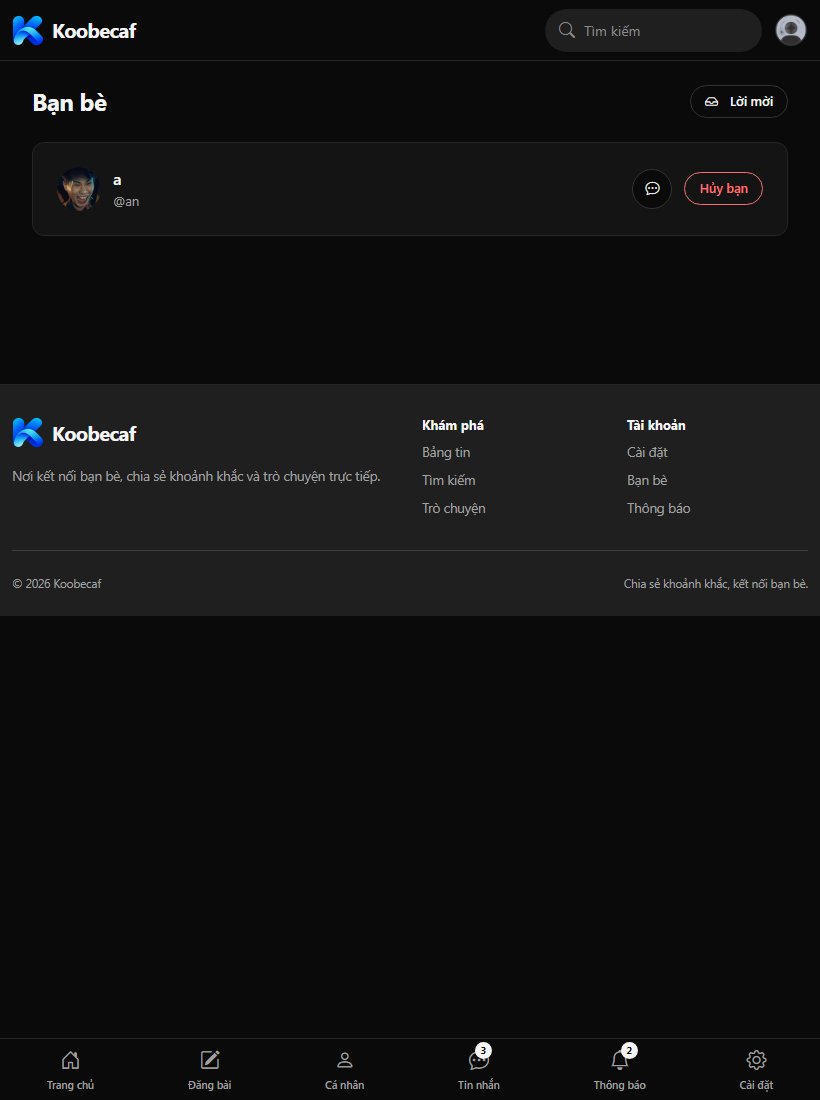 Koobecaf
Tìm kiếm
Bạn bè
Lời mời
a
@an
Hủy bạn
Koobecaf
Nơi kết nối bạn bè, chia sẻ khoảnh khắc và trò chuyện trực tiếp.
Khám phá
Bảng tin
Tìm kiếm
Trò chuyện
Tài khoản
Cài đặt
Bạn bè
Thông báo
© 2026 Koobecaf
Chia sẻ khoảnh khắc, kết nối bạn bè.
Trang chủ
Đăng bài
Cá nhân
3
Tin nhắn
2
Thông báo
Cài đặt